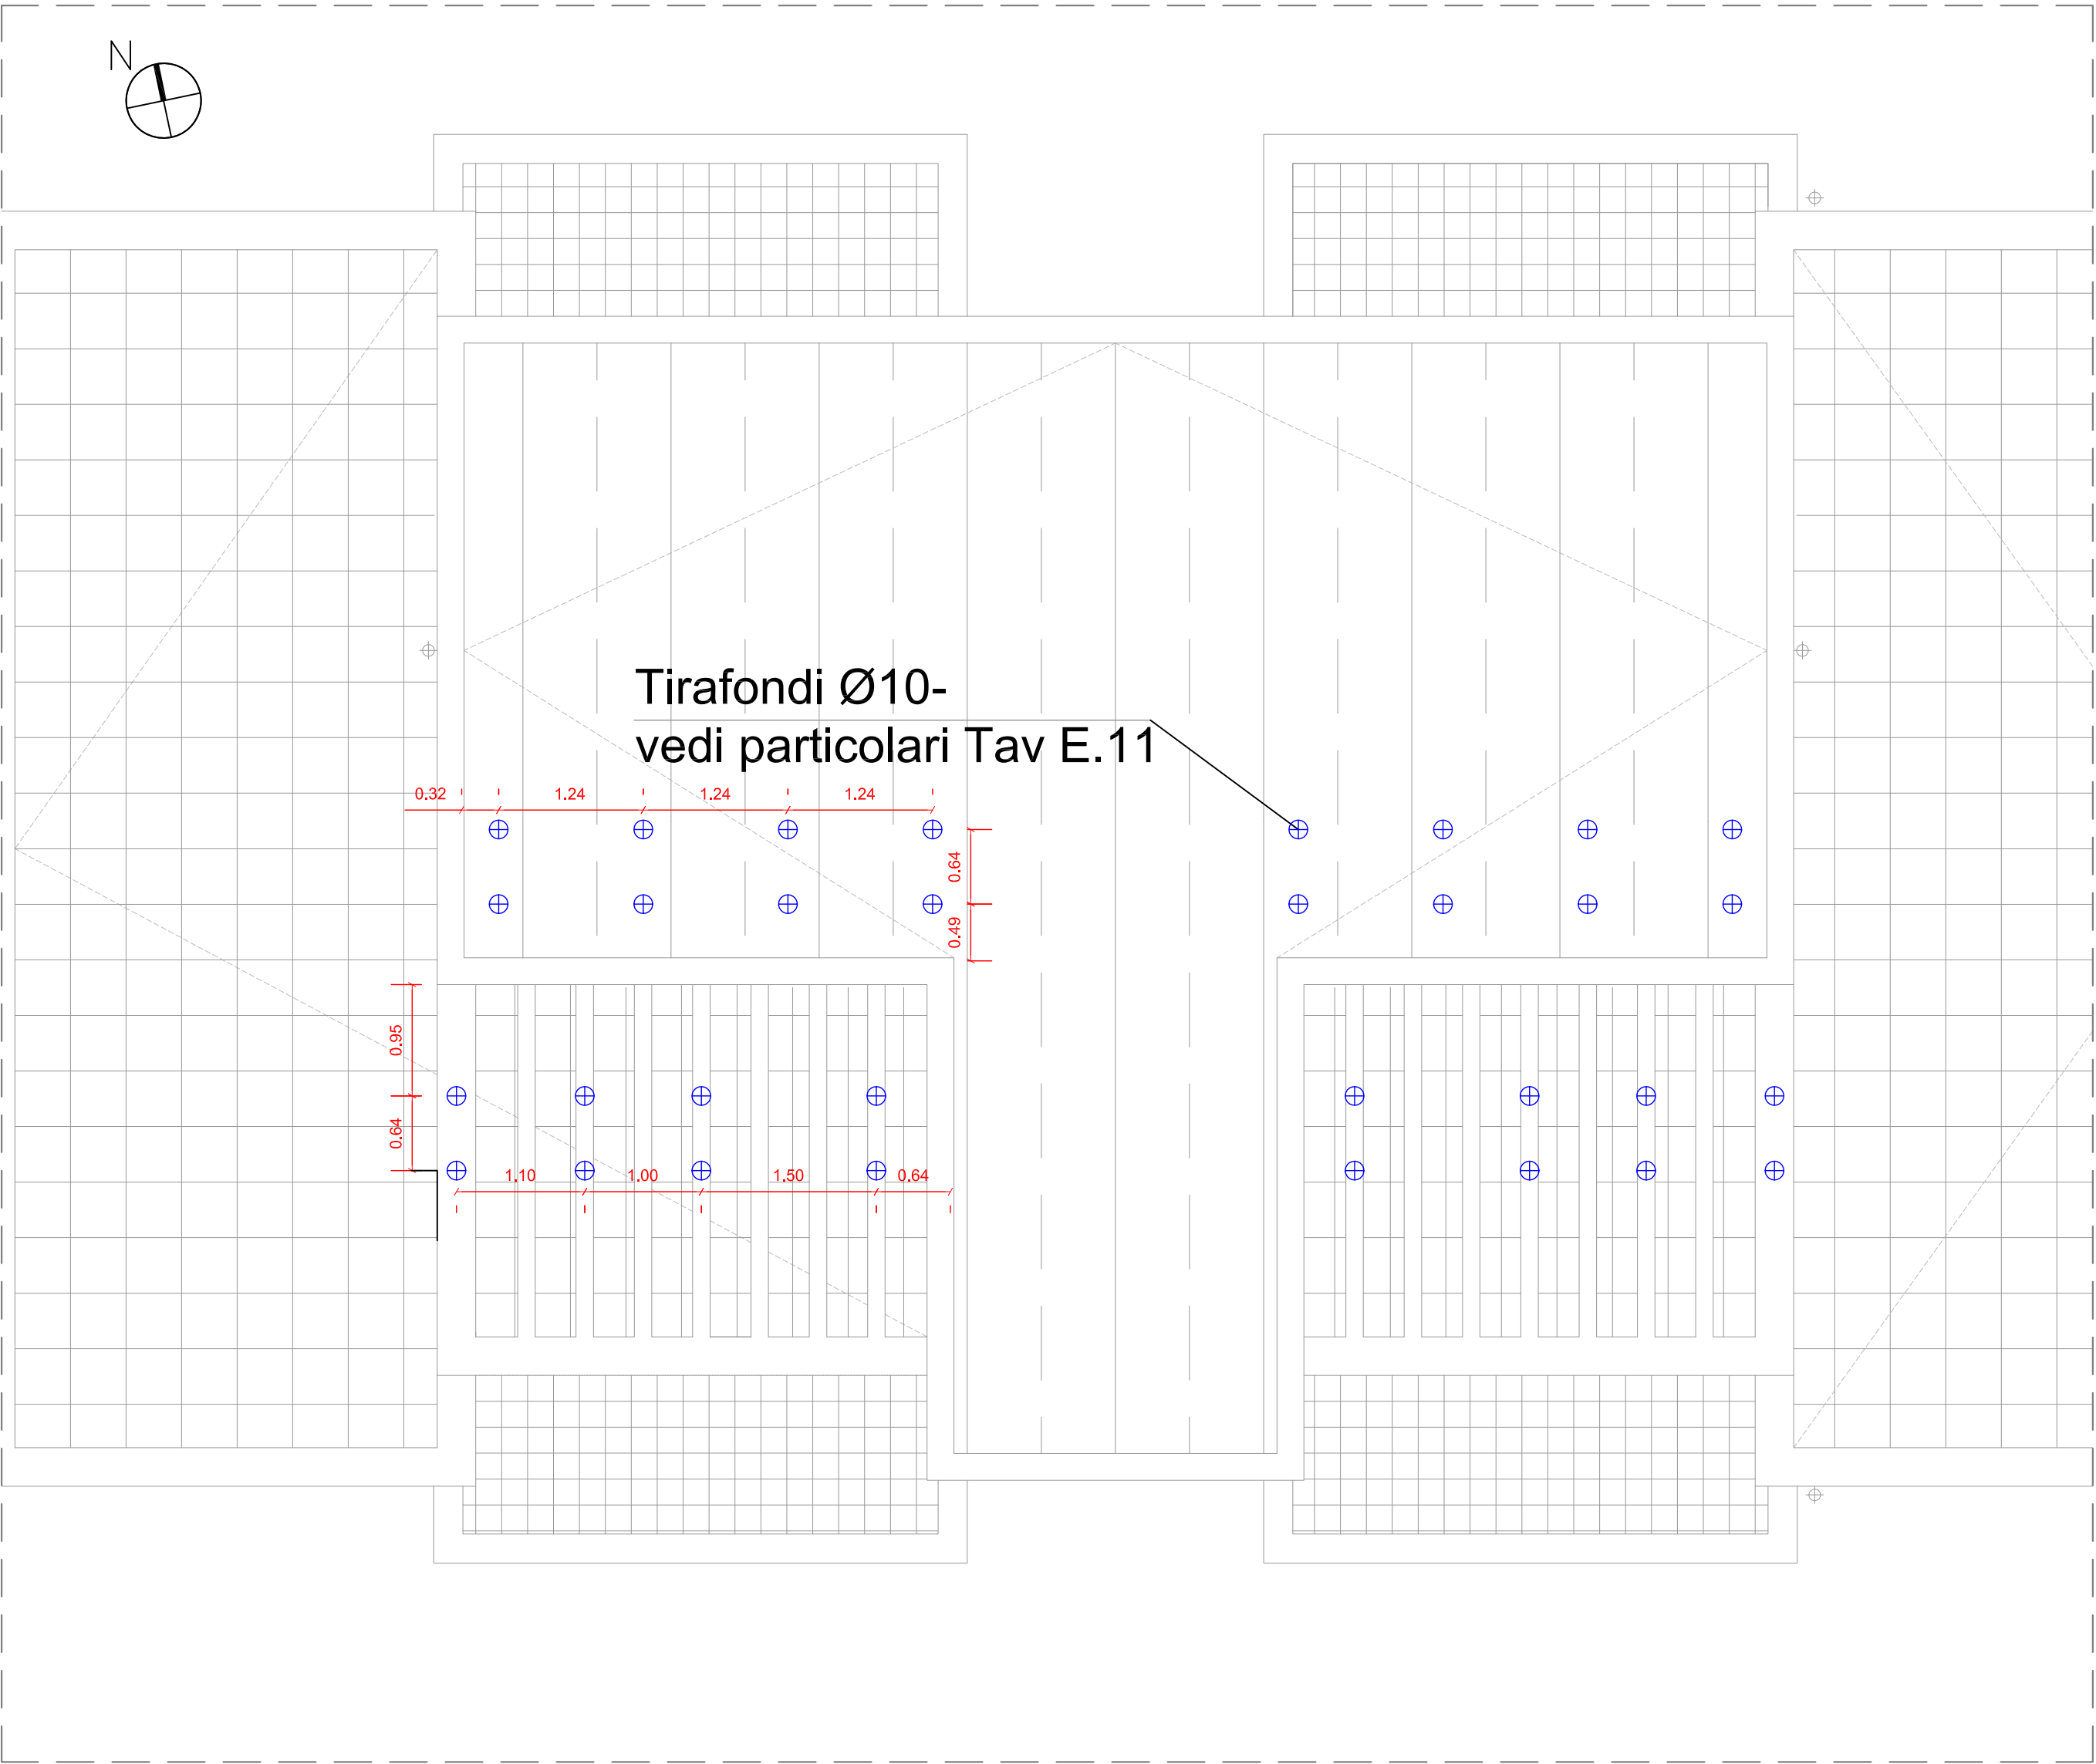 N
Tirafondi Ø10-
vedi particolari Tav E.11
0.32 1.24 1.24 1.24
0.64
0.49
0.95
0.64
1.10 1.00 1.50 0.64